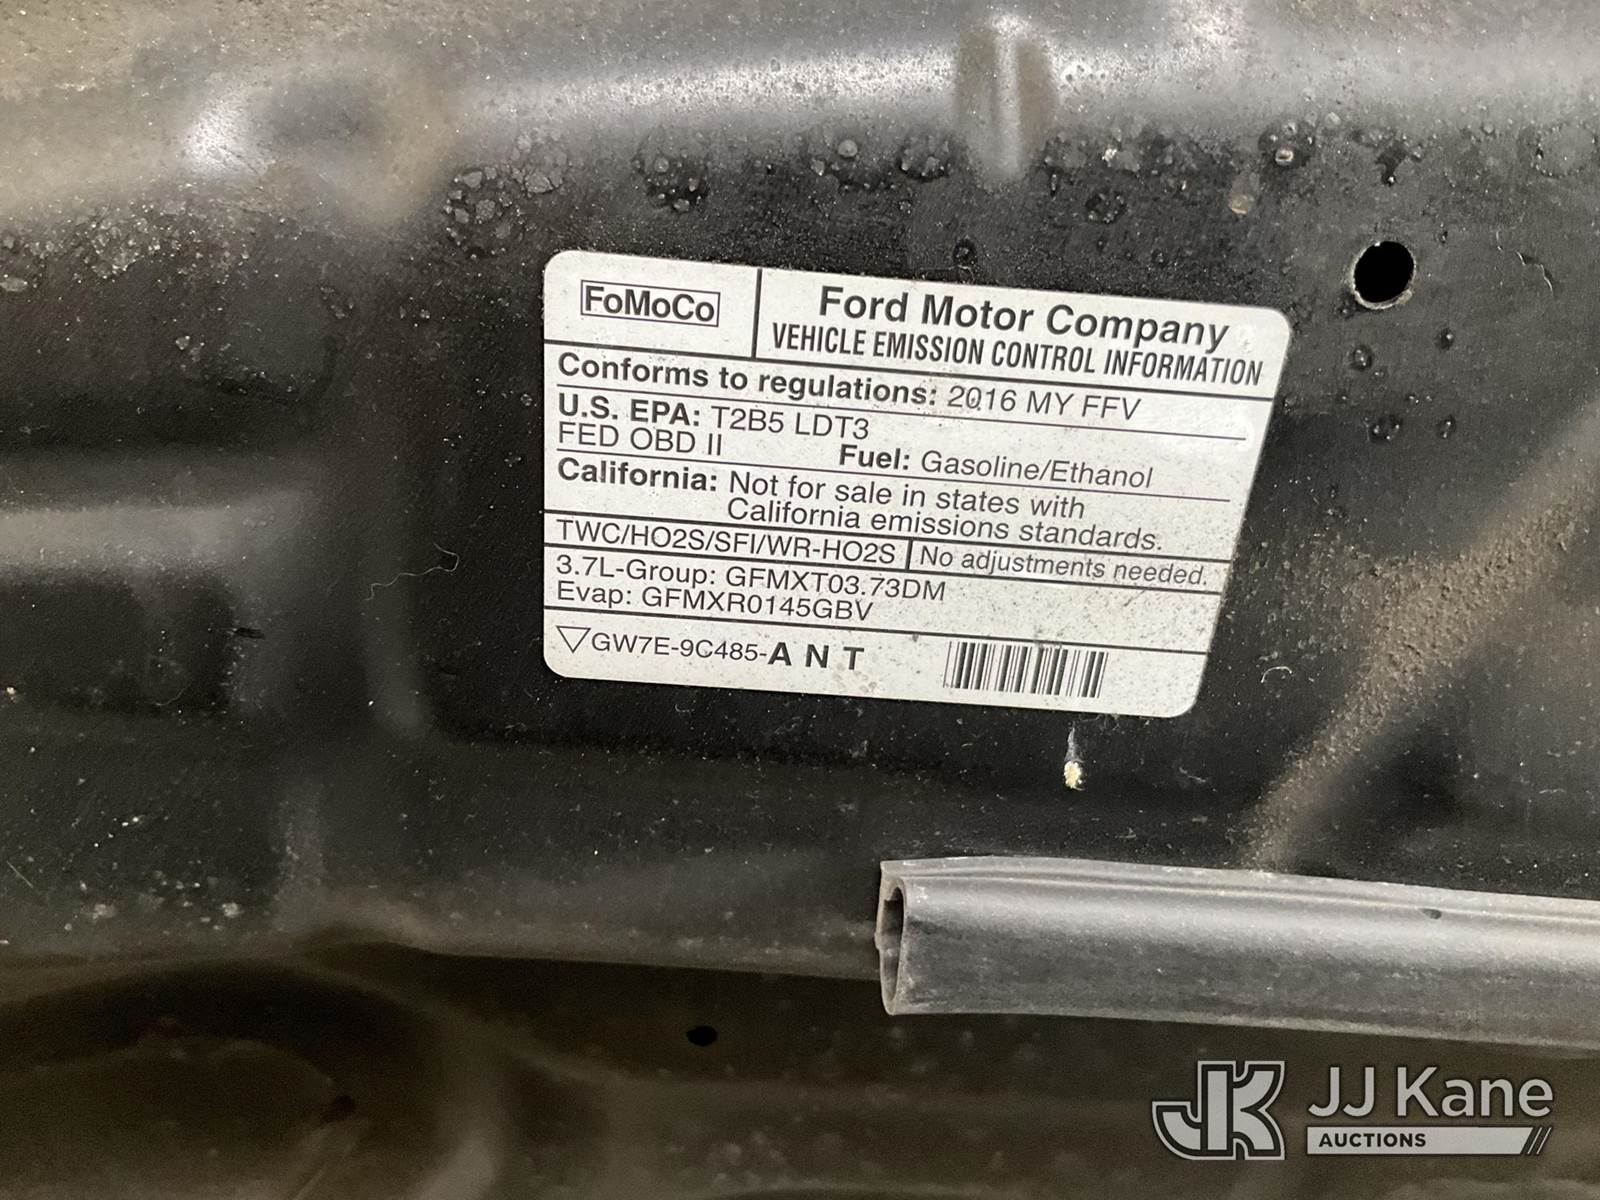 FoMoCo
Ford Motor Company
VEHICLE EMISSION CONTROL INFORMATION
Conforms to regulations: 2016 MY FFV
U.S. EPA: T2B5 LDT3
FED OBD II Fuel: Gasoline/Ethanol
California: Not for sale in states with
California emissions standards.
TWC/HO2S/SFI/WR-HO2S No adjustments needed.
3.7L-Group: GFMXT03.73DM
Evap: GFMXR0145GBV
GW7E-9C485-A N T
JK JJ Kane
AUCTIONS